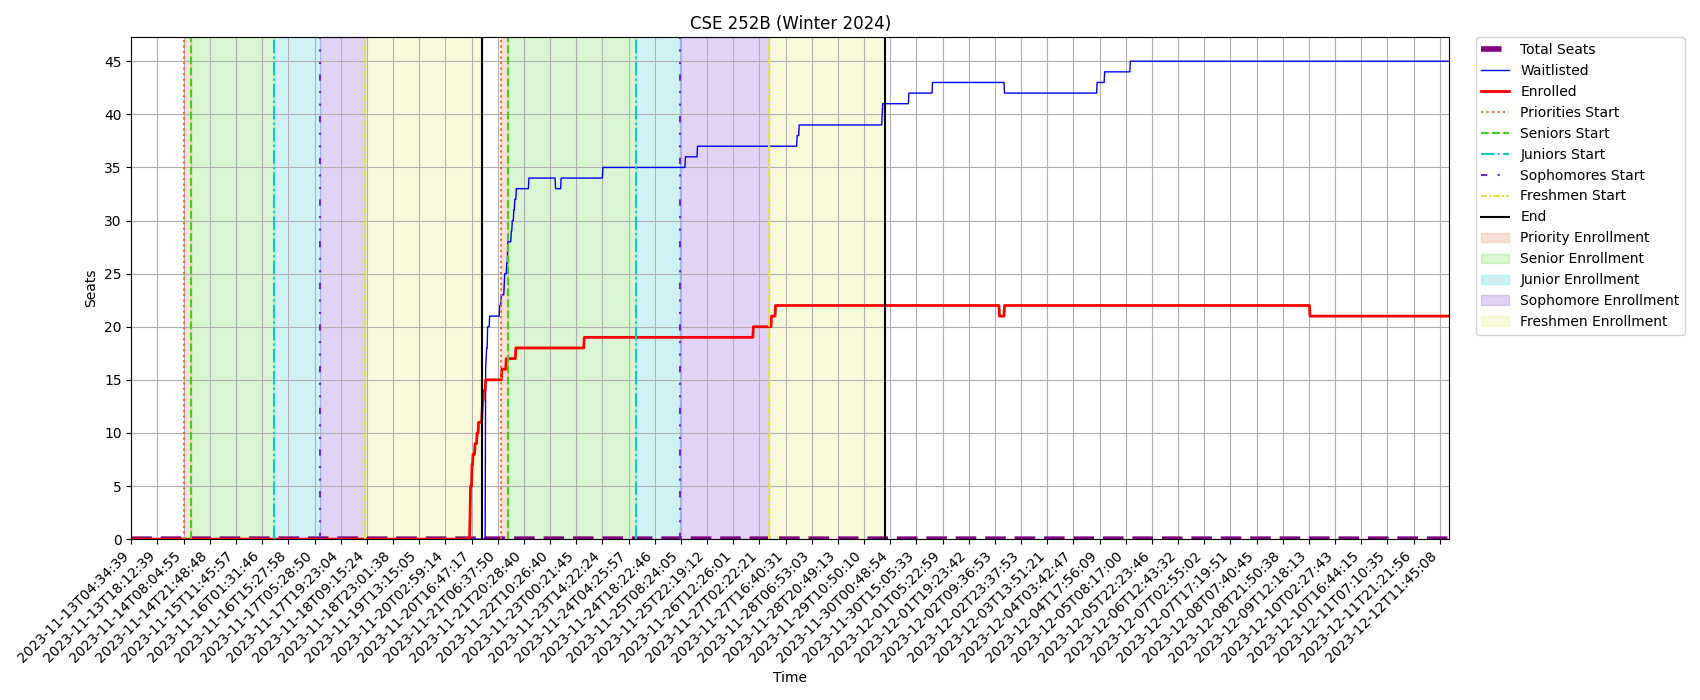 CSE 252B (Winter 2024)
Seats
45
40
35
30
25
20
15
10
5
0
2023-11-13T04:34:39
2023-11-13T18:12:39
2023-11-14T08:04:55
2023-11-14T21:48:48
2023-11-15T11:45:57
2023-11-16T01:31:46
2023-11-16T15:27:58
2023-11-17T05:28:50
2023-11-17T19:23:04
2023-11-18T09:15:24
2023-11-18T23:01:38
2023-11-19T13:15:05
2023-11-20T02:59:14
2023-11-20T16:47:17
2023-11-21T06:37:50
2023-11-21T20:28:40
2023-11-22T10:26:40
2023-11-23T00:21:45
2023-11-23T14:22:24
2023-11-24T04:25:57
2023-11-24T18:22:46
2023-11-25T08:24:05
2023-11-25T22:19:12
2023-11-26T12:26:01
2023-11-27T02:22:21
2023-11-27T16:40:31
2023-11-28T06:53:03
2023-11-28T20:49:13
2023-11-29T10:50:10
2023-11-30T00:48:54
2023-11-30T15:05:33
2023-12-01T05:22:59
2023-12-01T19:23:42
2023-12-02T09:36:53
2023-12-02T23:37:53
2023-12-03T13:51:21
2023-12-04T03:42:47
2023-12-04T17:56:09
2023-12-05T08:17:00
2023-12-05T22:23:46
2023-12-06T12:43:32
2023-12-07T02:55:02
2023-12-07T17:19:51
2023-12-08T07:40:45
2023-12-08T21:50:38
2023-12-09T12:18:13
2023-12-10T02:27:43
2023-12-10T16:44:15
2023-12-11T07:10:35
2023-12-11T21:21:56
2023-12-12T11:45:08
Time
Total Seats
Waitlisted
Enrolled
Priorities Start
Seniors Start
Juniors Start
Sophomores Start
Freshmen Start
End
Priority Enrollment
Senior Enrollment
Junior Enrollment
Sophomore Enrollment
Freshmen Enrollment